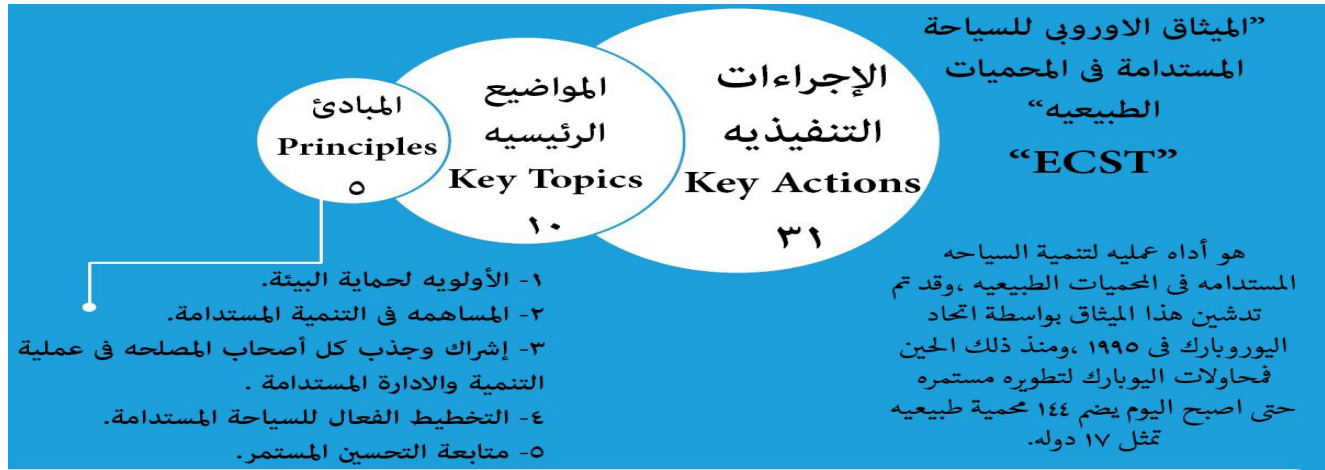 ”الميثاق الاوروبى للسياحة
المستدامة فى المحميات
الطبيعيه“
“ECST”
هو أداه عمليه لتنمية السياحه
المستدامه فى المحميات الطبيعيه ،وقد تم
تدشين هذا الميثاق بواسطة اتحاد
اليوروبارك فى ١٩٩٥ ،ومنذ ذلك الحين
فمحاولات اليوبارك لتطويره مستمره
حتى اصبح اليوم يضم ١٤٤ محمية طبيعيه
تمثل ١٧ دوله.
الإجراءات
التنفيذيه
Key Actions
٣١
المواضيع
الرئيسيه
Key Topics
١٠
المبادئ
Principles
٥
١- الأولويه لحماية البيئة.
٢- المساهمه فى التنمية المستدامة.
٣- إشراك وجذب كل أصحاب المصلحه فى عملية
التنمية والادارة المستدامة .
٤- التخطيط الفعال للسياحة المستدامة.
٥- متابعة التحسين المستمر.